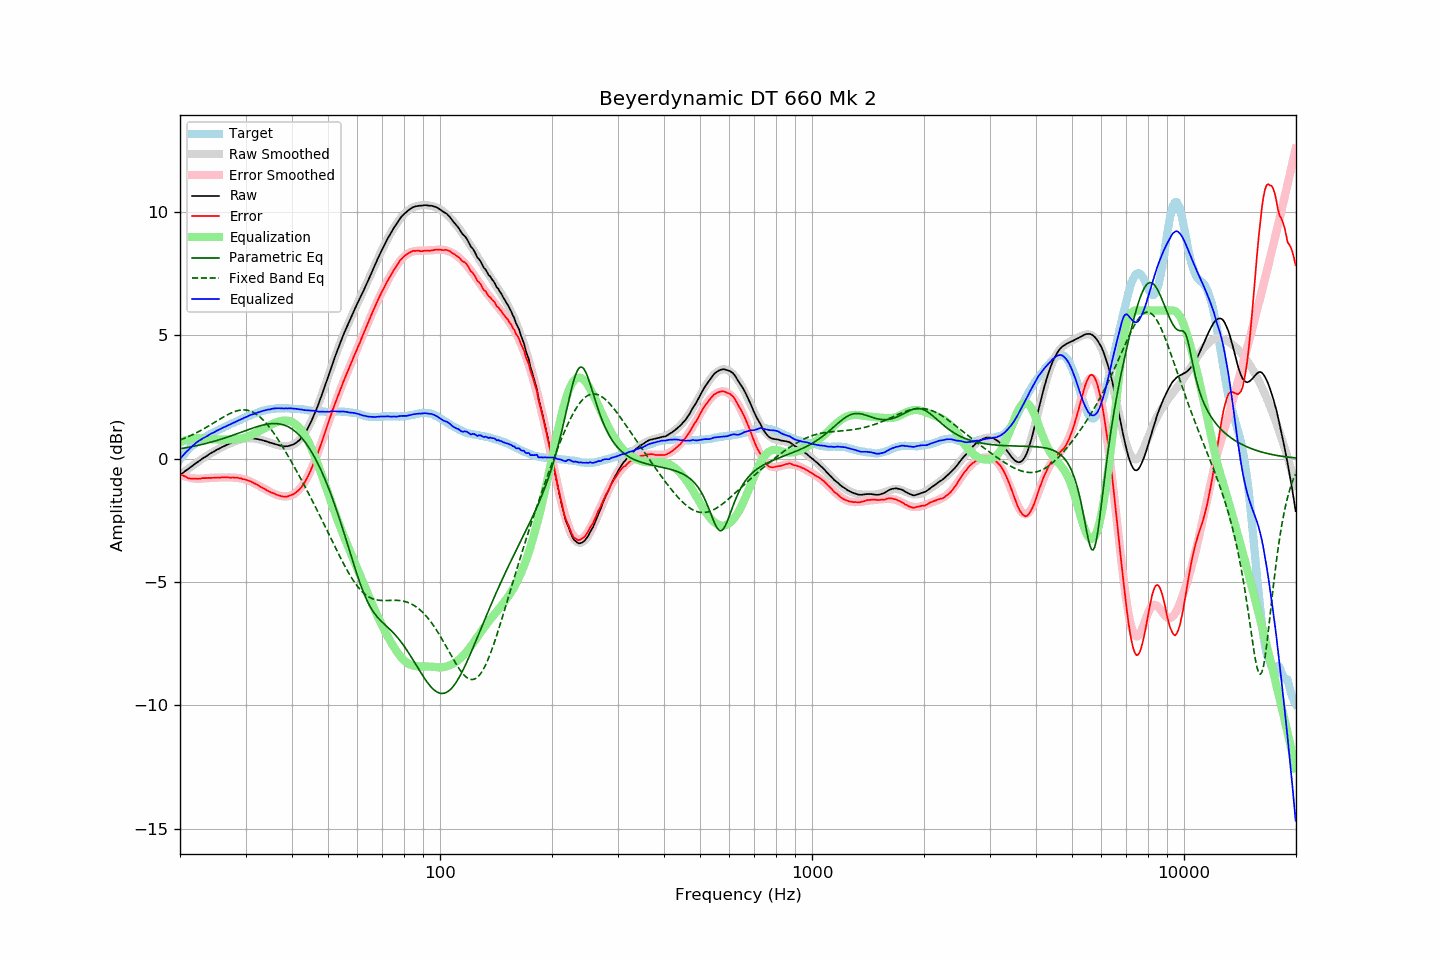 Beyerdynamic DT 660 Mk 2
Target
Raw Smoothed
Error Smoothed
Raw
Error
Equalization
Parametric Eq
Fixed Band Eq
Equalized
10
5
0
−5
−10
−15
Amplitude (dBr)
100
1000
10000
Frequency (Hz)